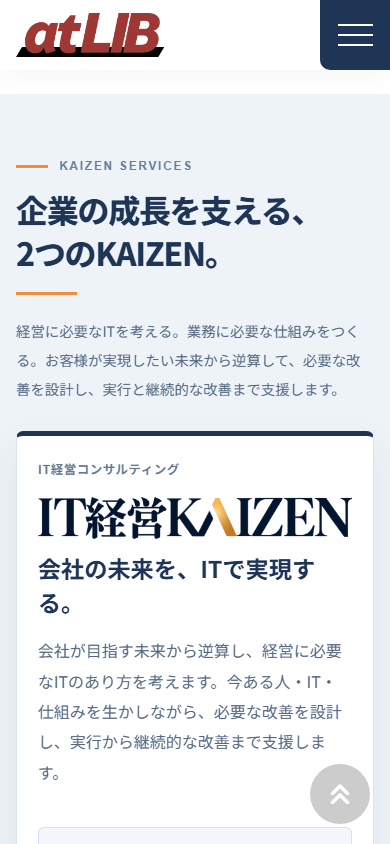 atLIB
KAIZEN SERVICES
企業の成長を支える、
2つのKAIZEN。
経営に必要なITを考える。業務に必要な仕組みをつく
る。お客様が実現したい未来から逆算して、必要な改
善を設計し、実行と継続的な改善まで支援します。
IT経営コンサルティング
IT経営KAIZEN
会社の未来を、ITで実現す
る。
会社が目指す未来から逆算し、経営に必要
なITのあり方を考えます。今ある人・IT・
仕組みを生かしながら、必要な改善を設計
し、実行から継続的な改善まで支援しま
す。